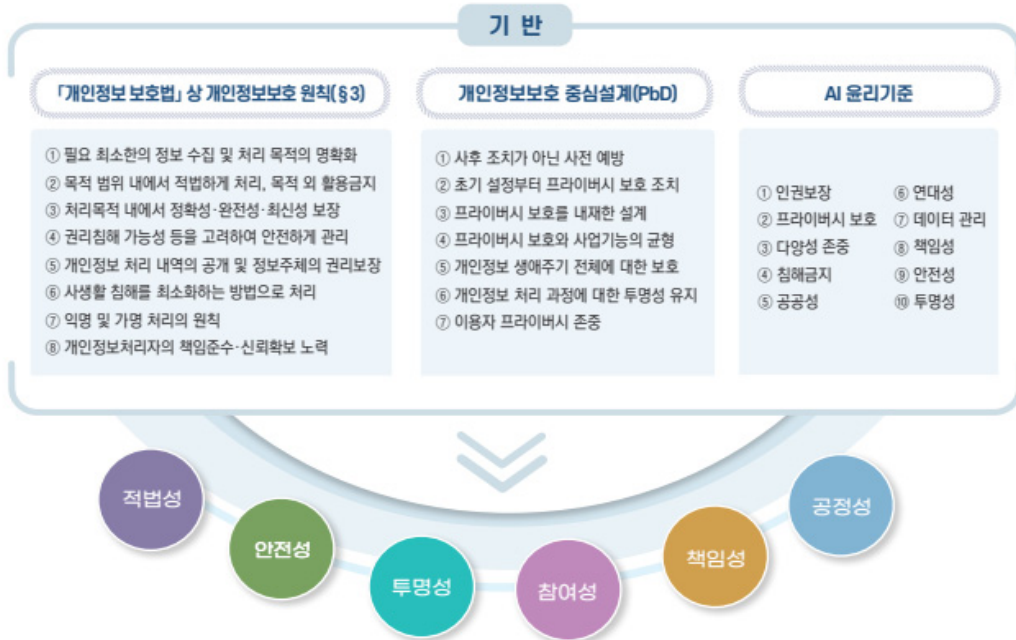 기 반
「개인정보 보호법」 상 개인정보보호 원칙(§3)
① 필요 최소한의 정보 수집 및 처리 목적의 명확화
② 목적 범위 내에서 적법하게 처리, 목적 외 활용금지
③ 처리목적 내에서 정확성·완전성·최신성 보장
④ 권리침해 가능성 등을 고려하여 안전하게 관리
⑤ 개인정보 처리 내역의 공개 및 정보주체의 권리보장
⑥ 사생활 침해를 최소화하는 방법으로 처리
⑦ 익명 및 가명 처리의 원칙
⑧ 개인정보처리자의 책임준수·신뢰확보 노력
개인정보보호 중심설계(PbD)
① 사후 조치가 아닌 사전 예방
② 초기 설정부터 프라이버시 보호 조치
③ 프라이버시 보호를 내재한 설계
④ 프라이버시 보호와 사업기능의 균형
⑤ 개인정보 생애주기 전체에 대한 보호
⑥ 개인정보 처리 과정에 대한 투명성 유지
⑦ 이용자 프라이버시 존중
AI 윤리기준
① 인권보장
② 프라이버시 보호
③ 다양성 존중
④ 침해금지
⑤ 공공성
⑥ 연대성
⑦ 데이터 관리
⑧ 책임성
⑨ 안전성
⑩ 투명성
적법성
안전성
투명성
참여성
책임성
공정성